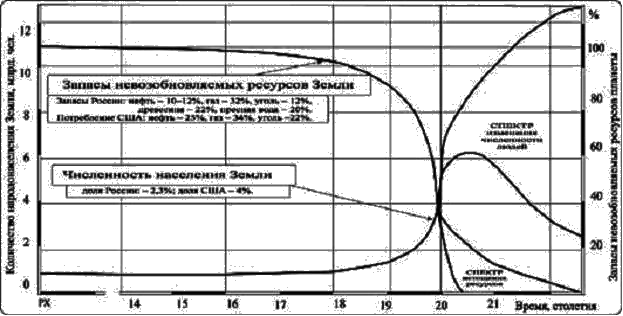 Количество народонаселения Земли, млрд. чел.
12
10
8
6
4
2
0
%
100
80
60
40
20
Запасы невозобновляемых ресурсов планеты
Запасы невозобновляемых ресурсов Земли
Запасы России: нефть – 10–12%, газ – 32%, уголь – 12%,
древесина – 22%, пресная вода – 20%.
Потребление США: нефть – 25%, газ – 34%, уголь – 22%.
Численность населения Земли
доля России – 2,3%; доля США – 4%.
СПЕКТР
изменения
численности
людей
СПЕКТР
истощения
ресурсов
РХ 14 15 16 17 18 19 20 21 Время, столетия